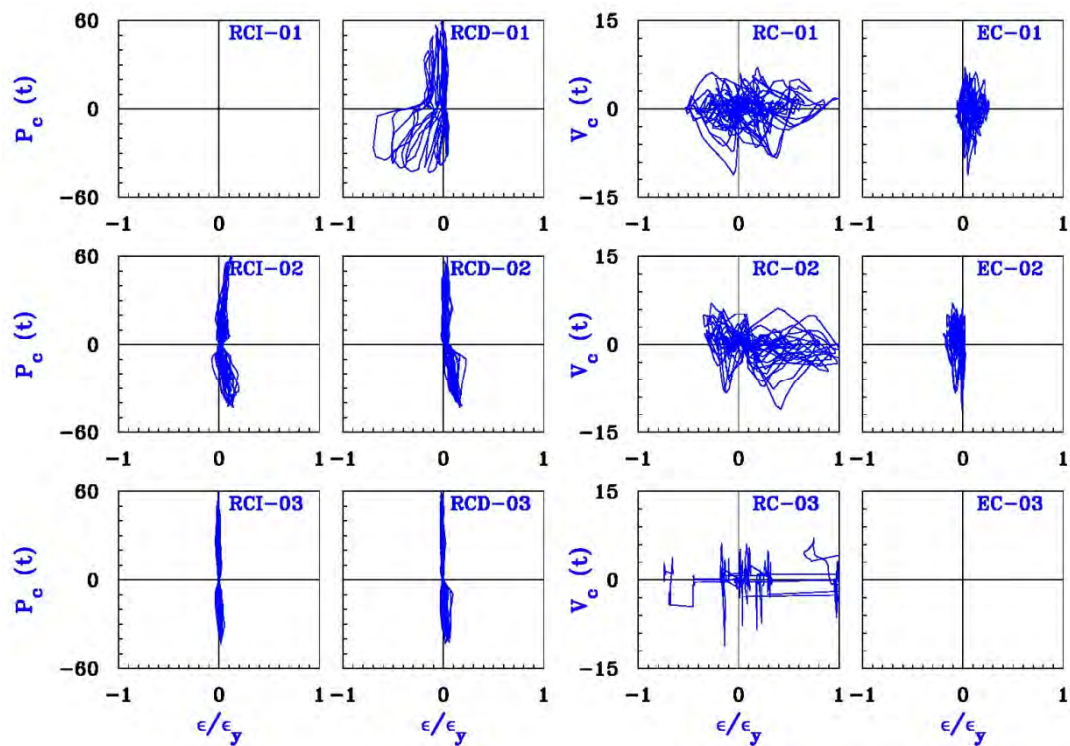 60 RCI-01 RCD-01 15 RC-01 EC-01
P_c (t) 0 V_c (t) 0
-60 -15
-1 0 1 -1 0 1 -1 0 1 -1 0 1
60 RCI-02 RCD-02 15 RC-02 EC-02
P_c (t) 0 V_c (t) 0
-60 -15
-1 0 1 -1 0 1 -1 0 1 -1 0 1
60 RCI-03 RCD-03 15 RC-03 EC-03
P_c (t) 0 V_c (t) 0
-60 -15
-1 0 1 -1 0 1 -1 0 1 -1 0 1
ϵ/ϵ_y ϵ/ϵ_y ϵ/ϵ_y ϵ/ϵ_y